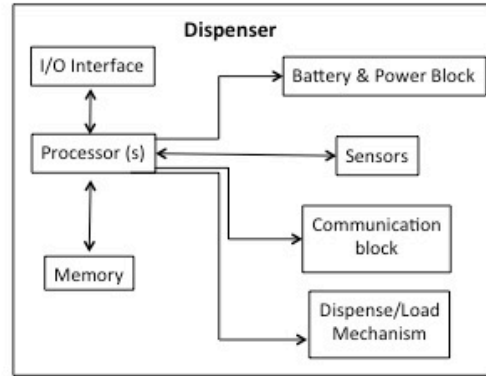 Dispenser
I/O Interface
Battery & Power Block
Processor (s)
Sensors
Communication
block
Memory
Dispense/Load
Mechanism